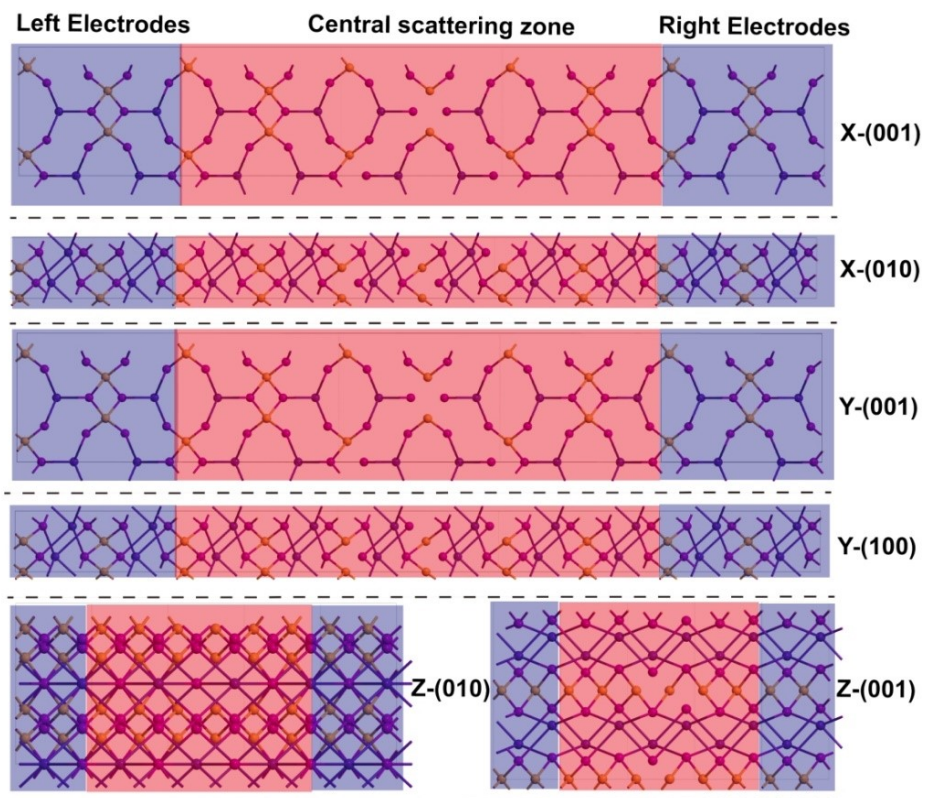 Left Electrodes Central scattering zone Right Electrodes
X-(001)
X-(010)
Y-(001)
Y-(100)
Z-(010) Z-(001)